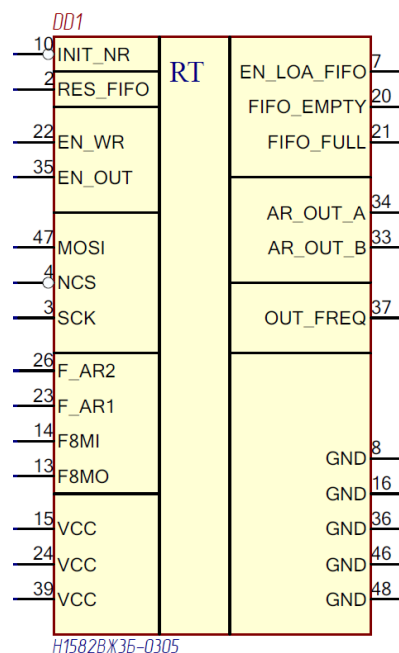 DD1
RT
10 INIT_NR
2 RES_FIFO
22 EN_WR
35 EN_OUT
47 MOSI
4 NCS
3 SCK
26 F_AR2
23 F_AR1
14 F8MI
13 F8MO
15 VCC
24 VCC
39 VCC
EN_LOA_FIFO 7
FIFO_EMPTY 20
FIFO_FULL 21
AR_OUT_A 34
AR_OUT_B 33
OUT_FREQ 37
GND 8
GND 16
GND 36
GND 46
GND 48
Н1582ВЖ3Б-0305